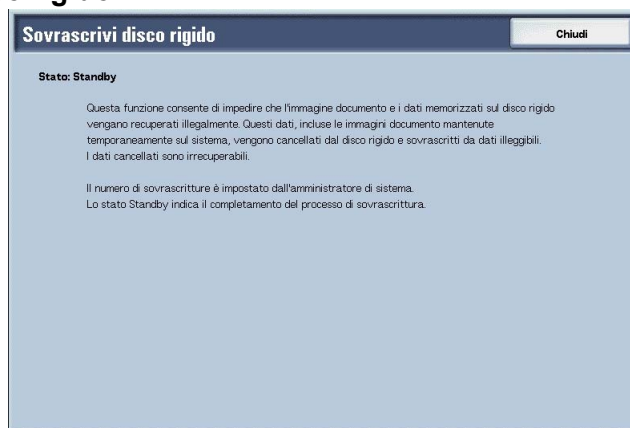 Sovrascrivi disco rigido
Chiudi
Stato: Standby
Questa funzione consente di impedire che l'immagine documento e i dati memorizzati sul disco rigido
vengano recuperati illegalmente. Questi dati, incluse le immagini documento mantenute
temporaneamente sul sistema, vengono cancellati dal disco rigido e sovrascritti da dati illeggibili.
I dati cancellati sono irrecuperabili.
Il numero di sovrascritture è impostato dall'amministratore di sistema.
Lo stato Standby indica il completamento del processo di sovrascrittura.